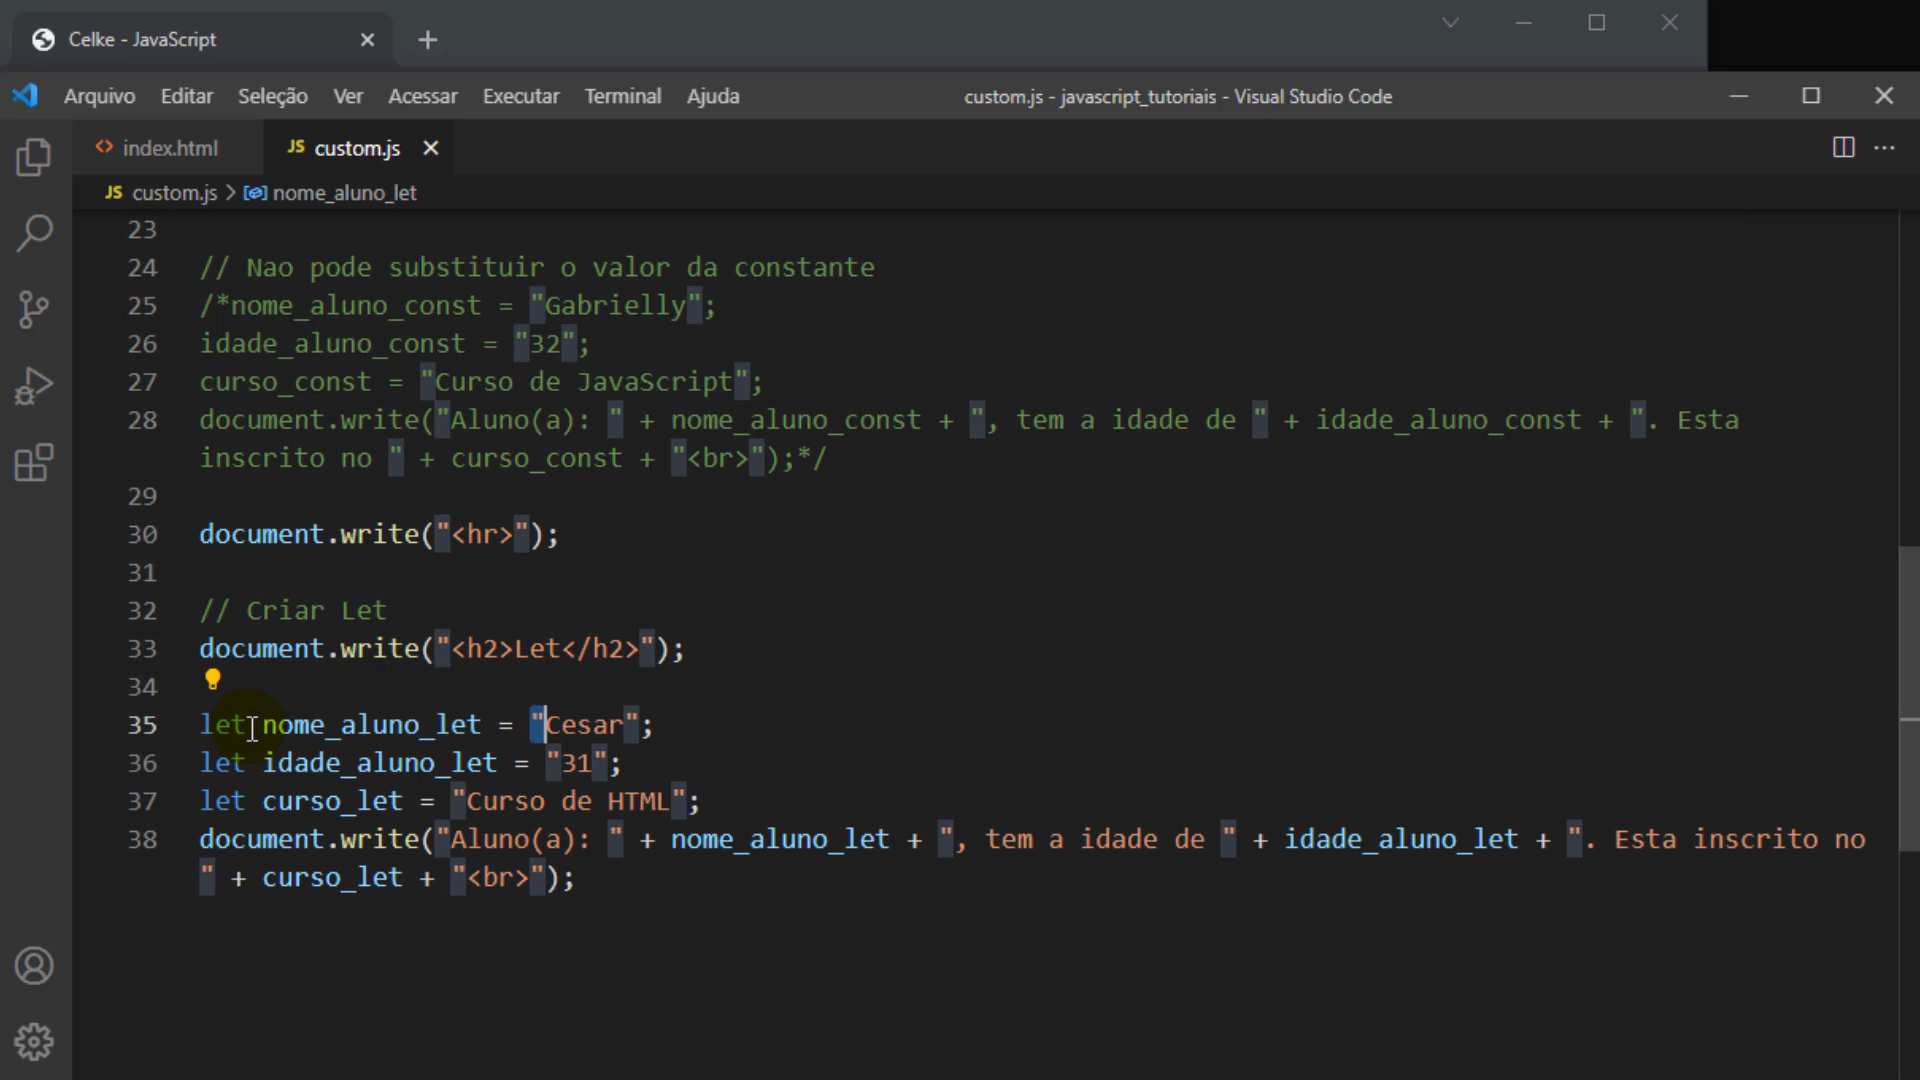 Celke - JavaScript
Arquivo Editar Seleção Ver Acessar Executar Terminal Ajuda custom.js - javascript_tutoriais - Visual Studio Code
index.html JS custom.js
JS custom.js > nome_aluno_let
23
24 // Nao pode substituir o valor da constante
25 /*nome_aluno_const = "Gabrielly";
26 idade_aluno_const = "32";
27 curso_const = "Curso de JavaScript";
28 document.write("Aluno(a): " + nome_aluno_const + ", tem a idade de " + idade_aluno_const + ". Esta
inscrito no " + curso_const + "<br>");*/
29
30 document.write("<hr>");
31
32 // Criar Let
33 document.write("<h2>Let</h2>");
34
35 let nome_aluno_let = "Cesar";
36 let idade_aluno_let = "31";
37 let curso_let = "Curso de HTML";
38 document.write("Aluno(a): " + nome_aluno_let + ", tem a idade de " + idade_aluno_let + ". Esta inscrito no
" + curso_let + "<br>");